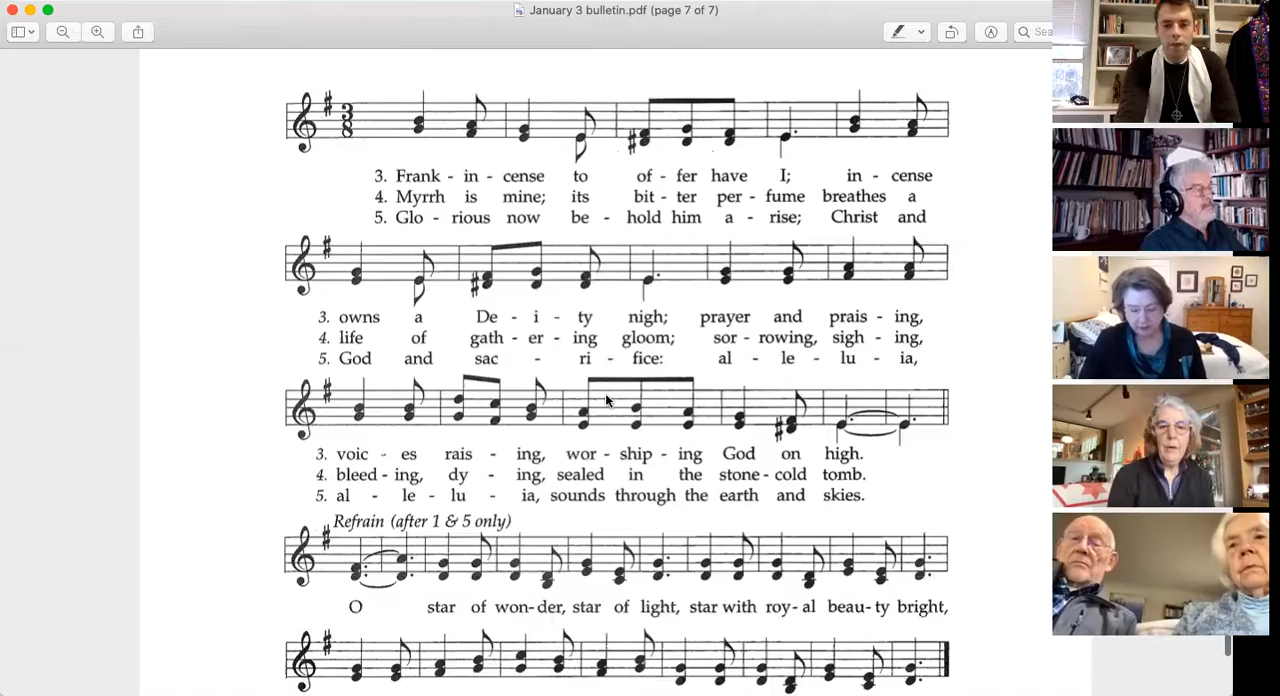 January 3 bulletin.pdf (page 7 of 7)
Sea
3
8
3. Frank - in - cense to of - fer have I; in - cense
4. Myrrh is mine; its bit - ter per - fume breathes a
5. Glo - rious now be - hold him a - rise; Christ and
3. owns a De - i - ty nigh; prayer and prais - ing,
4. life of gath - er - ing gloom; sor - rowing, sigh - ing,
5. God and sac - ri - fice: al - le - lu - ia,
3. voic - es rais - ing, wor - ship - ing God on high.
4. bleed - ing, dy - ing, sealed in the stone - cold tomb.
5. al - le - lu - ia, sounds through the earth and skies.
Refrain (after 1 & 5 only)
O star of won - der, star of light, star with roy - al beau - ty bright,